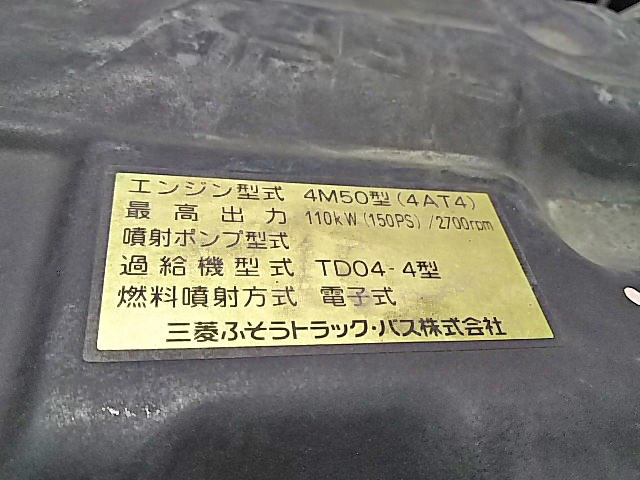 エンジン型式 4M50型(4AT4)
最高出力 110kW(150PS)/2700rpm
噴射ポンプ型式
過給機型式 TD04-4型
燃料噴射方式 電子式
三菱ふそうトラック・バス株式会社